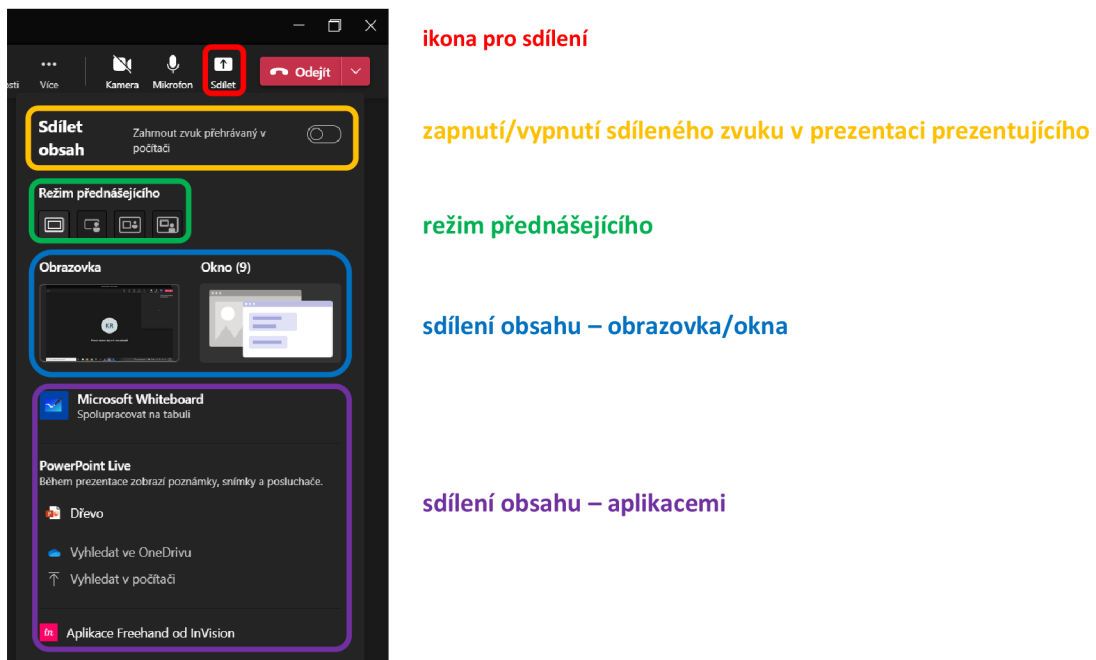 ikona pro sdílení
osti Více Kamera Mikrofon Sdílet Odejít
Sdílet obsah
Zahrnout zvuk přehrávaný v
počítači
zapnutí/vypnutí sdíleného zvuku v prezentaci prezentujícího
Režim přednášejícího
režim přednášejícího
Obrazovka
Okno (9)
KR
sdílení obsahu – obrazovka/okna
Microsoft Whiteboard
Spolupracovat na tabuli
PowerPoint Live
Během prezentace zobrazí poznámky, snímky a posluchače.
sdílení obsahu – aplikacemi
Dřevo
Vyhledat ve OneDrivu
Vyhledat v počítači
in Aplikace Freehand od InVision